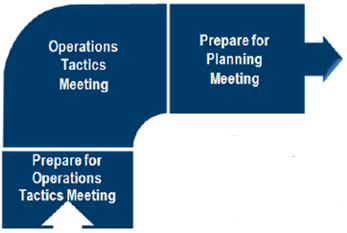 Operations
Tactics
Meeting
Prepare for
Planning
Meeting
Prepare for
Operations
Tactics Meeting